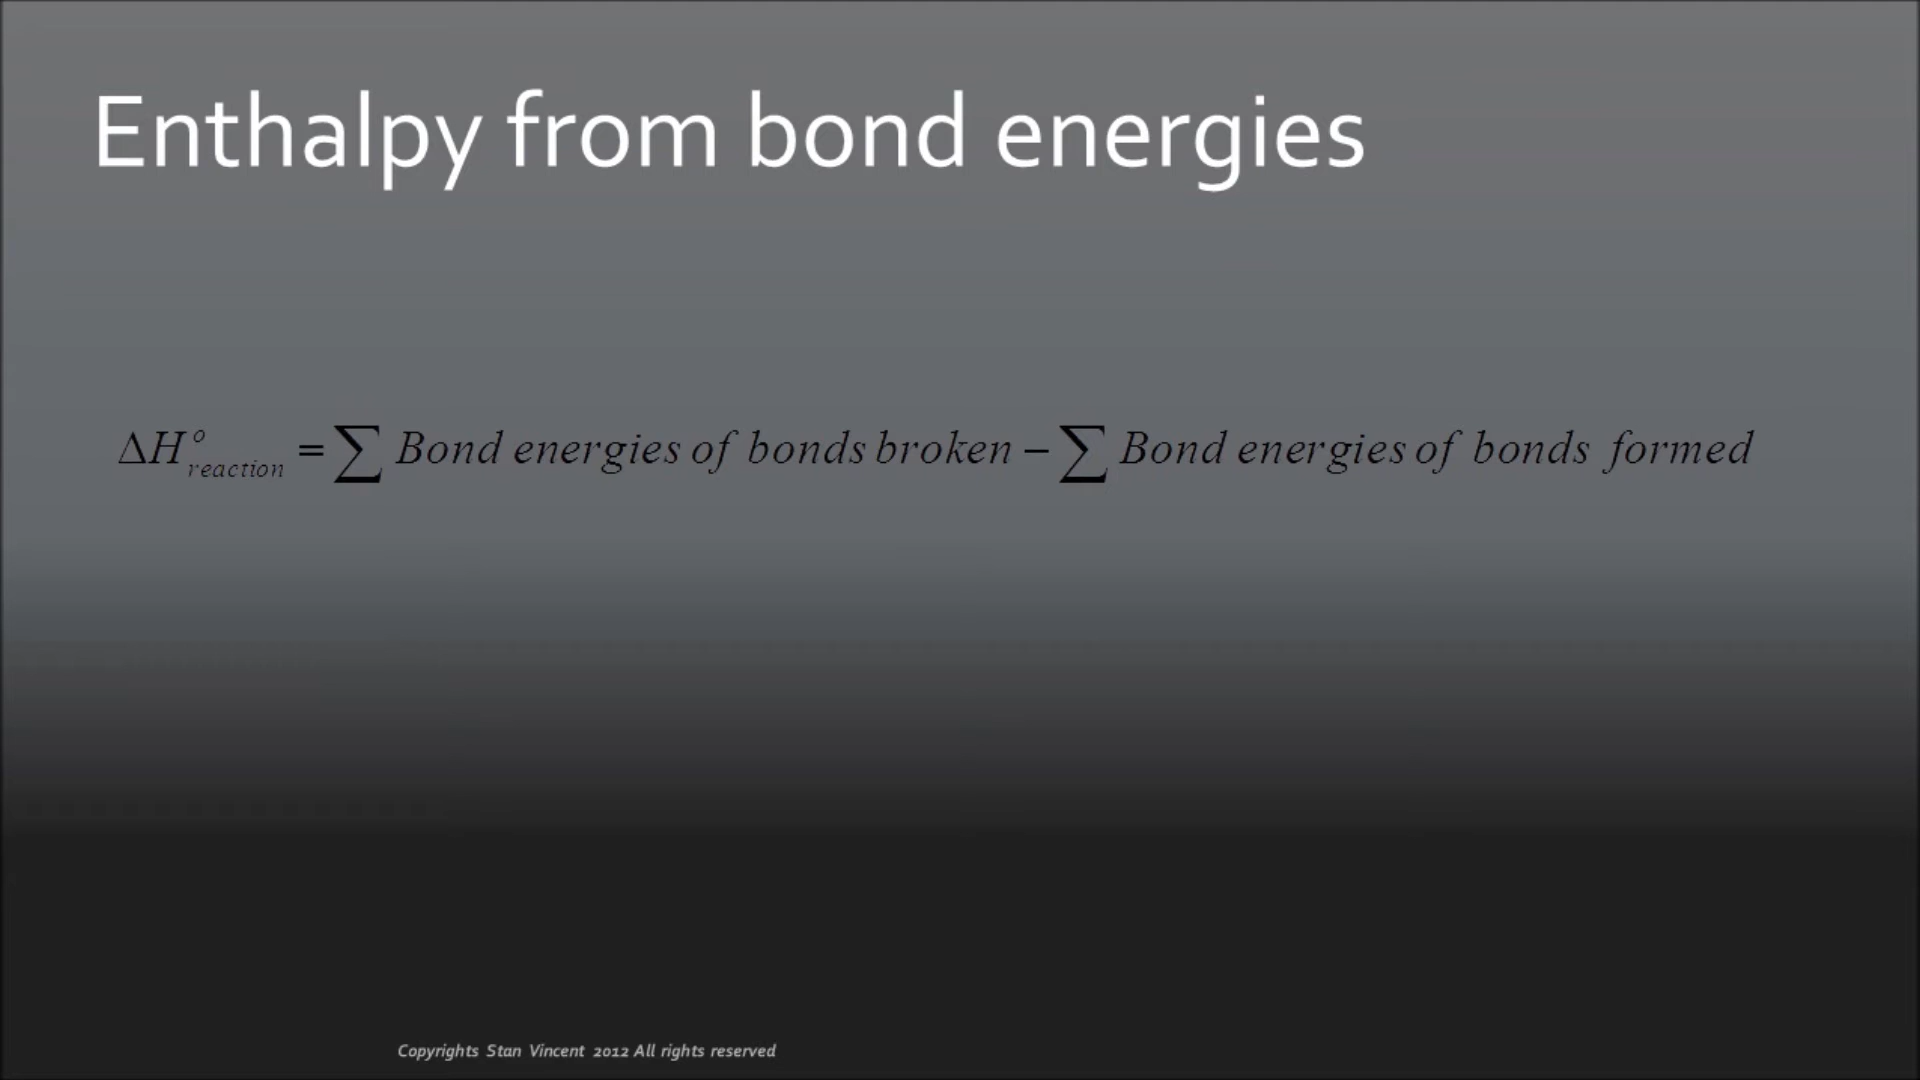 Enthalpy from bond energies
ΔH°reaction = ∑ Bond energies of bonds broken − ∑ Bond energies of bonds formed
Copyrights Stan Vincent 2012 All rights reserved